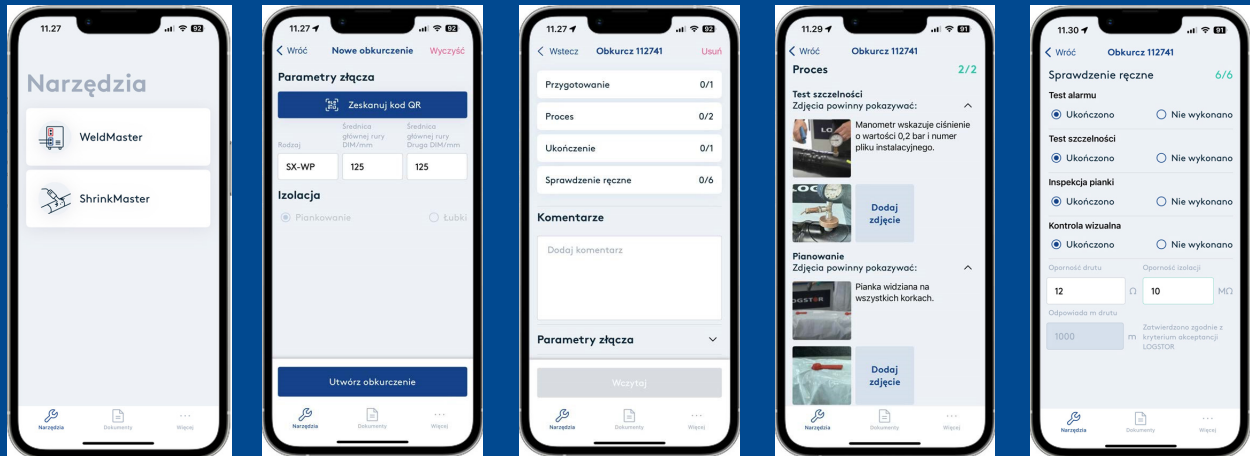 11.27
92
Narzędzia
WeldMaster
ShrinkMaster
Narzędzia
Dokumenty
Więcej
11.27
92
Wróć
Nowe obkurczenie
Wyczyść
Parametry złącza
Zeskanuj kod QR
Rodzaj
Średnica głównej rury DIM/mm
Średnica głównej rury Druga DIM/mm
SX-WP
125
125
Izolacja
Piankowanie
Łubki
Utwórz obkurczenie
Narzędzia
Dokumenty
Więcej
11.27
92
Wstecz
Obkurcz 112741
Usuń
Przygotowanie
0/1
Proces
0/2
Ukończenie
0/1
Sprawdzenie ręczne
0/6
Komentarze
Dodaj komentarz
Parametry złącza
Wczytaj
Narzędzia
Dokumenty
Więcej
11.29
91
Wróć
Obkurcz 112741
Proces
2/2
Test szczelności
Zdjęcia powinny pokazywać:
Manometr wskazuje ciśnienie
o wartości 0,2 bar i numer
pliku instalacyjnego.
Dodaj
zdjęcie
Pianowanie
Zdjęcia powinny pokazywać:
Pianka widziana na
wszystkich korkach.
Dodaj
zdjęcie
Narzędzia
Dokumenty
Więcej
11.30
91
Wróć
Obkurcz 112741
Sprawdzenie ręczne
6/6
Test alarmu
Ukończono
Nie wykonano
Test szczelności
Ukończono
Nie wykonano
Inspekcja pianki
Ukończono
Nie wykonano
Kontrola wizualna
Ukończono
Nie wykonano
Oporność drutu
Oporność izolacji
12
Ω
10
MΩ
Odpowiada m drutu
1000
m
Zatwierdzono zgodnie z
kryterium akceptancji
LOGSTOR
Narzędzia
Dokumenty
Więcej